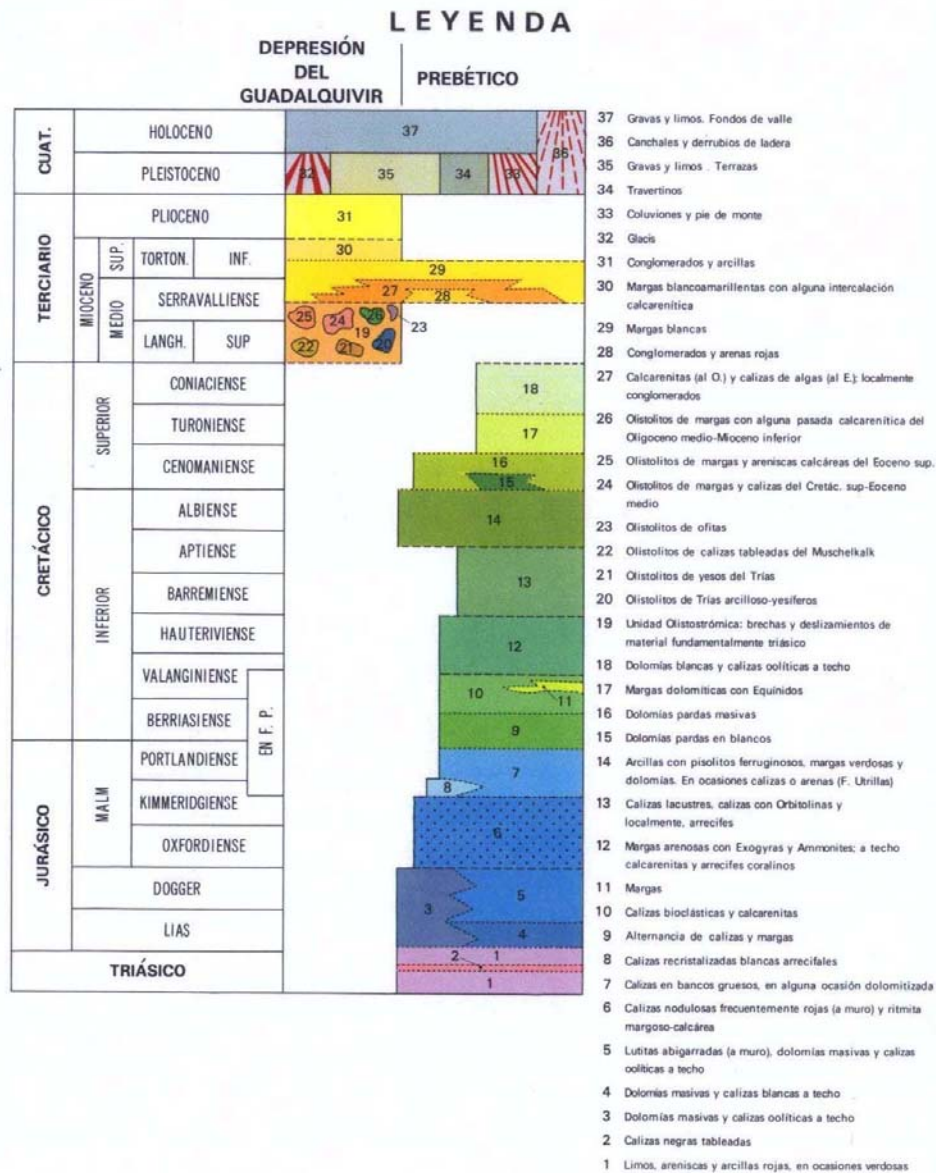 LEYENDA
DEPRESIÓN
DEL
GUADALQUIVIR
PREBÉTICO
CUAT.
HOLOCENO
PLEISTOCENO
TERCIARIO
PLIOCENO
MIOCENO
SUP.
TORTON.
INF.
MEDIO
SERRAVALLIENSE
LANGH.
SUP
CRETÁCICO
SUPERIOR
CONIACIENSE
TURONIENSE
CENOMANIENSE
INFERIOR
ALBIENSE
APTIENSE
BARREMIENSE
HAUTERIVIENSE
VALANGINIENSE
BERRIASIENSE
EN F. P.
JURÁSICO
MALM
PORTLANDIENSE
KIMMERIDGIENSE
OXFORDIENSE
DOGGER
LIAS
TRIÁSICO
37
36
32
35
34
33
31
30
29
27
28
25
24
26
23
19
22
21
20
18
17
16
15
14
13
12
10
11
9
7
8
6
3
5
4
2
1
1
37 Gravas y limos. Fondos de valle
36 Canchales y derrubios de ladera
35 Gravas y limos . Terrazas
34 Travertinos
33 Coluviones y pie de monte
32 Glacis
31 Conglomerados y arcillas
30 Margas blancoamarillentas con alguna intercalación
calcarenítica
29 Margas blancas
28 Conglomerados y arenas rojas
27 Calcarenitas (al O.) y calizas de algas (al E.); localmente
conglomerados
26 Olistolitos de margas con alguna pasada calcarenítica del
Oligoceno medio-Mioceno inferior
25 Olistolitos de margas y areniscas calcáreas del Eoceno sup.
24 Olistolitos de margas y calizas del Cretác. sup-Eoceno
medio
23 Olistolitos de ofitas
22 Olistolitos de calizas tableadas del Muschelkalk
21 Olistolitos de yesos del Trías
20 Olistolitos de Trías arcilloso-yesíferos
19 Unidad Olistostrómica: brechas y deslizamientos de
material fundamentalmente triásico
18 Dolomías blancas y calizas oolíticas a techo
17 Margas dolomíticas con Equínidos
16 Dolomías pardas masivas
15 Dolomías pardas en blancos
14 Arcillas con pisolitos ferruginosos, margas verdosas y
dolomías. En ocasiones calizas o arenas (F. Utrillas)
13 Calizas lacustres, calizas con Orbitolinas y
localmente, arrecifes
12 Margas arenosas con Exogyras y Ammonites; a techo
calcarenitas y arrecifes coralinos
11 Margas
10 Calizas bioclásticas y calcarenitas
9 Alternancia de calizas y margas
8 Calizas recristalizadas blancas arrecifales
7 Calizas en bancos gruesos, en alguna ocasión dolomitizada
6 Calizas nodulosas frecuentemente rojas (a muro) y ritmita
margoso-calcárea
5 Lutitas abigarradas (a muro), dolomías masivas y calizas
oolíticas a techo
4 Dolomías masivas y calizas blancas a techo
3 Dolomías masivas y calizas oolíticas a techo
2 Calizas negras tableadas
1 Limos, areniscas y arcillas rojas, en ocasiones verdosas